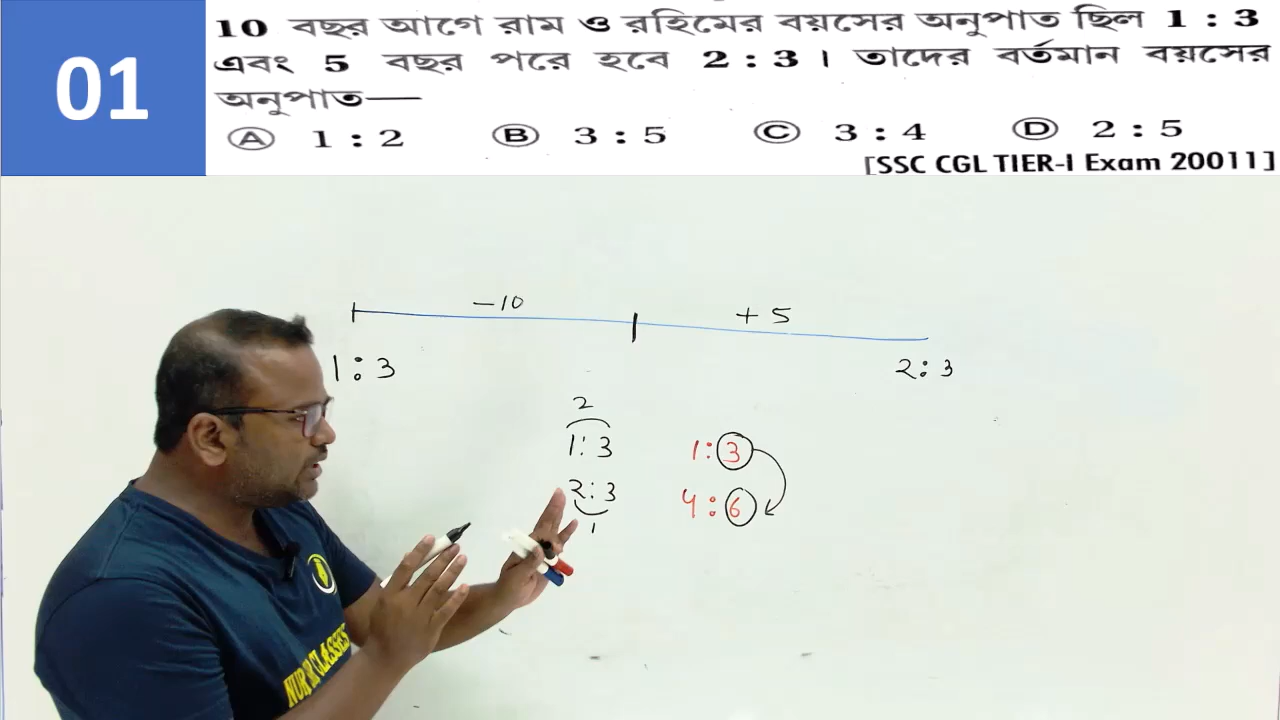 01
10 বছর আগে রাম ও রহিমের বয়সের অনুপাত ছিল 1 : 3
এবং 5 বছর পরে হবে 2 : 3 । তাদের বর্তমান বয়সের
অনুপাত—
Ⓐ 1 : 2 Ⓑ 3 : 5 Ⓒ 3 : 4 Ⓓ 2 : 5
[SSC CGL TIER-I Exam 20011]
-10 + 5
1 : 3 2 : 3
2
1 : 3 1 : 3
2 : 3 4 : 6
1